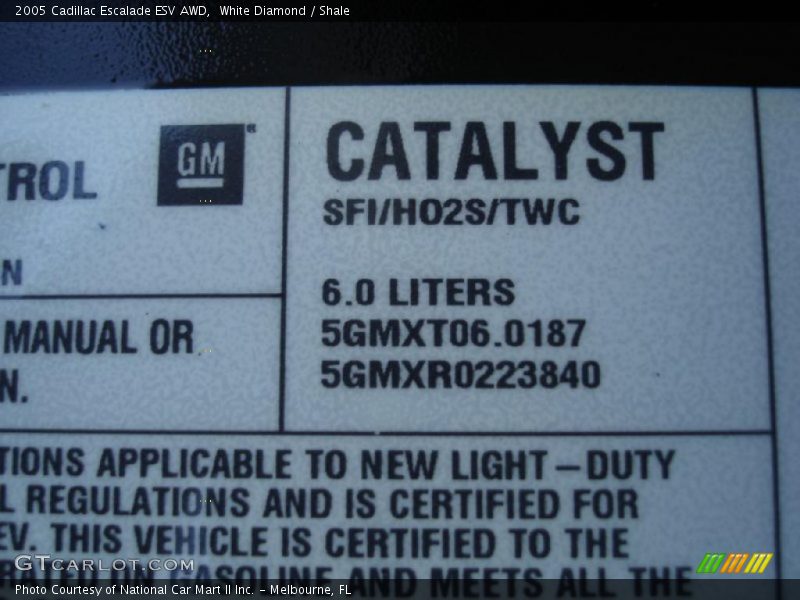 2005 Cadillac Escalade ESV AWD, White Diamond / Shale
TROL
GM
N
MANUAL OR
N.
CATALYST
SFI/HO2S/TWC
6.0 LITERS
5GMXT06.0187
5GMXR0223840
TIONS APPLICABLE TO NEW LIGHT-DUTY
L REGULATIONS AND IS CERTIFIED FOR
EV. THIS VEHICLE IS CERTIFIED TO THE
IN GASOLINE AND MEETS ALL THE
GTCARLOT.COM
Photo Courtesy of National Car Mart II Inc. - Melbourne, FL